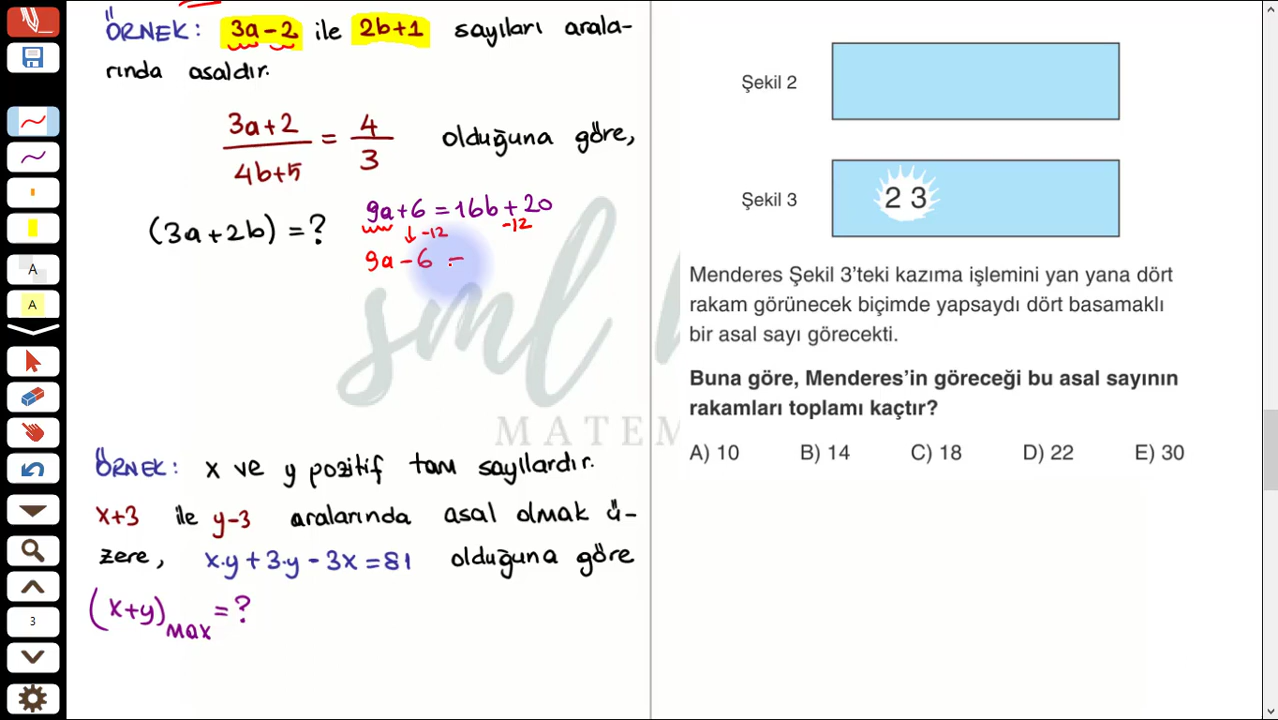 ÖRNEK: 3a-2 ile 2b+1 sayıları arala-
rında asaldır.
3a+2 / 4b+5 = 4 / 3 olduğuna göre,
(3a+2b) = ?
9a+6 = 16b+20
-12 -12
9a-6 =
ÖRNEK: x ve y pozitif tam sayllardır.
x+3 ile y-3 aralarında asal olmak ü-
zere, x.y + 3.y - 3x = 81 olduğuna göre
(x+y)MAX = ?
Şekil 2
Şekil 3
2 3
Menderes Şekil 3'teki kazıma işlemini yan yana dört
rakam görünecek biçimde yapsaydı dört basamaklı
bir asal sayı görecekti.
Buna göre, Menderes'in göreceği bu asal sayının
rakamları toplamı kaçtır?
A) 10 B) 14 C) 18 D) 22 E) 30
sml
MATEM
A
A
3